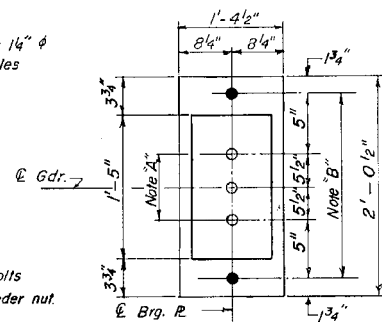 1'-4½"
1¼" φ
8¼" 8¼"
les
1¾"
3¾"
5"
℄ Gdr.
1'-5"
Note "A"
5½"
5½"
Note "B"
2'-0½"
5"
olts
3¾"
der nut.
℄ Brg. ℞
1¾"